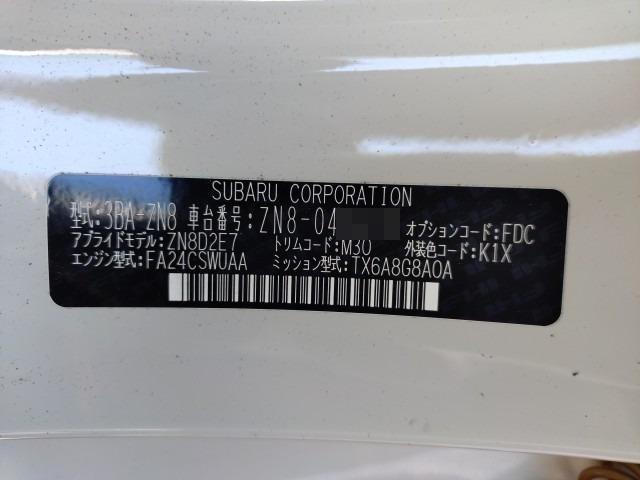 SUBARU CORPORATION
型式:3BA-ZN8 車台番号:ZN8-04
アプライドモデル:ZN8D2E7 トリムコード:M30 オプションコード:FDC
エンジン型式:FA24CSWUAA ミッション型式:TX6A8G8A0A 外装色コード:K1X